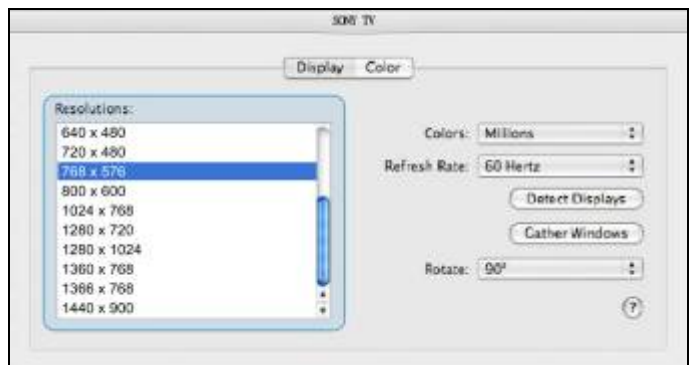 SONY TV
Display Color
Resolutions:
640 x 480
720 x 480
768 x 576
800 x 600
1024 x 768
1280 x 720
1280 x 1024
1360 x 768
1366 x 768
1440 x 900
Colors: Millions
Refresh Rate: 60 Hertz
Detect Displays
Gather Windows
Rotate: 90°
?